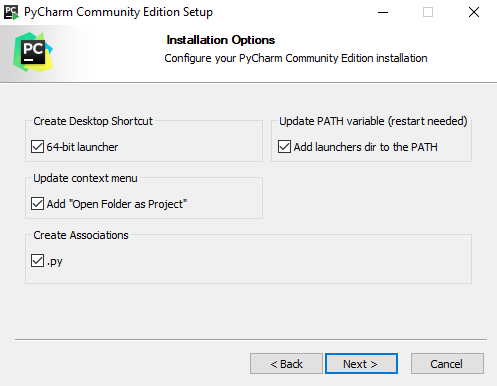 PyCharm Community Edition Setup
PC
Installation Options
Configure your PyCharm Community Edition installation
Create Desktop Shortcut
64-bit launcher
Update PATH variable (restart needed)
Add launchers dir to the PATH
Update context menu
Add "Open Folder as Project"
Create Associations
.py
< Back
Next >
Cancel